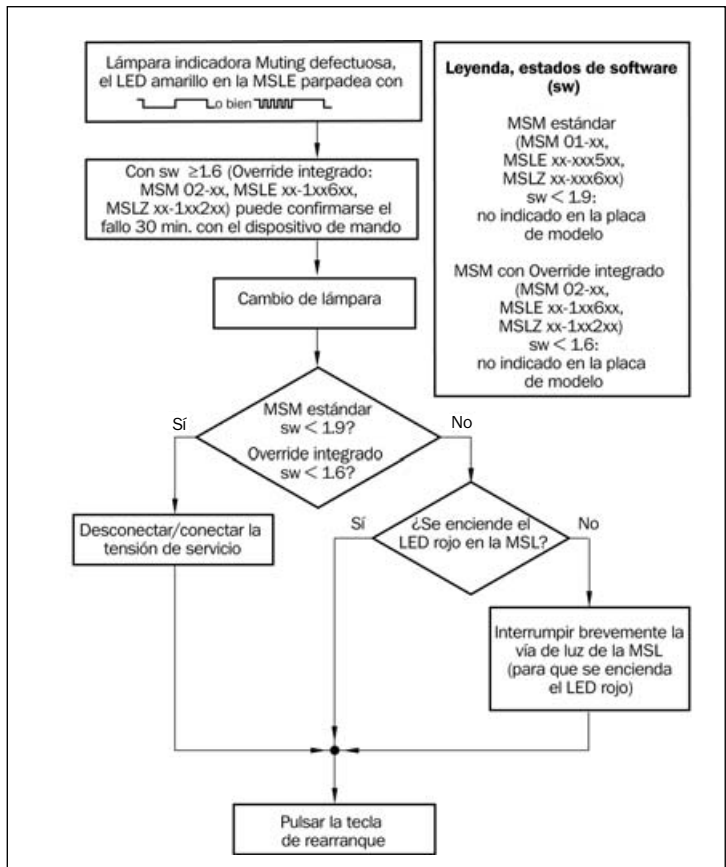 Lámpara indicadora Muting defectuosa,
el LED amarillo en la MSLE parpadea con
o bien
Con sw ≥1.6 (Override integrado:
MSM 02-xx, MSLE xx-1xx6xx,
MSLZ xx-1xx2xx) puede confirmarse el
fallo 30 min. con el dispositivo de mando
Cambio de lámpara
Leyenda, estados de software
(sw)
MSM estándar
(MSM 01-xx,
MSLE xx-xxx5xx,
MSLZ xx-xxx6xx)
sw < 1.9:
no indicado en la placa
de modelo
MSM con Override integrado
(MSM 02-xx,
MSLE xx-1xx6xx,
MSLZ xx-1xx2xx)
sw < 1.6:
no indicado en la placa
de modelo
MSM estándar
sw < 1.9?
Override integrado
sw < 1.6?
Sí
No
Desconectar/conectar la
tensión de servicio
¿Se enciende el
LED rojo en la MSL?
Sí
No
Interrumpir brevemente la
vía de luz de la MSL
(para que se encienda
el LED rojo)
Pulsar la tecla
de rearranque